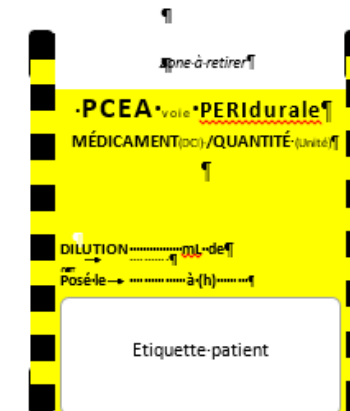 Zone à retirer
PCEA voie PERIdurale
MÉDICAMENT(DCI) /QUANTITÉ (Unité)
DILUTION mL de
Posé le à (h)
Etiquette patient